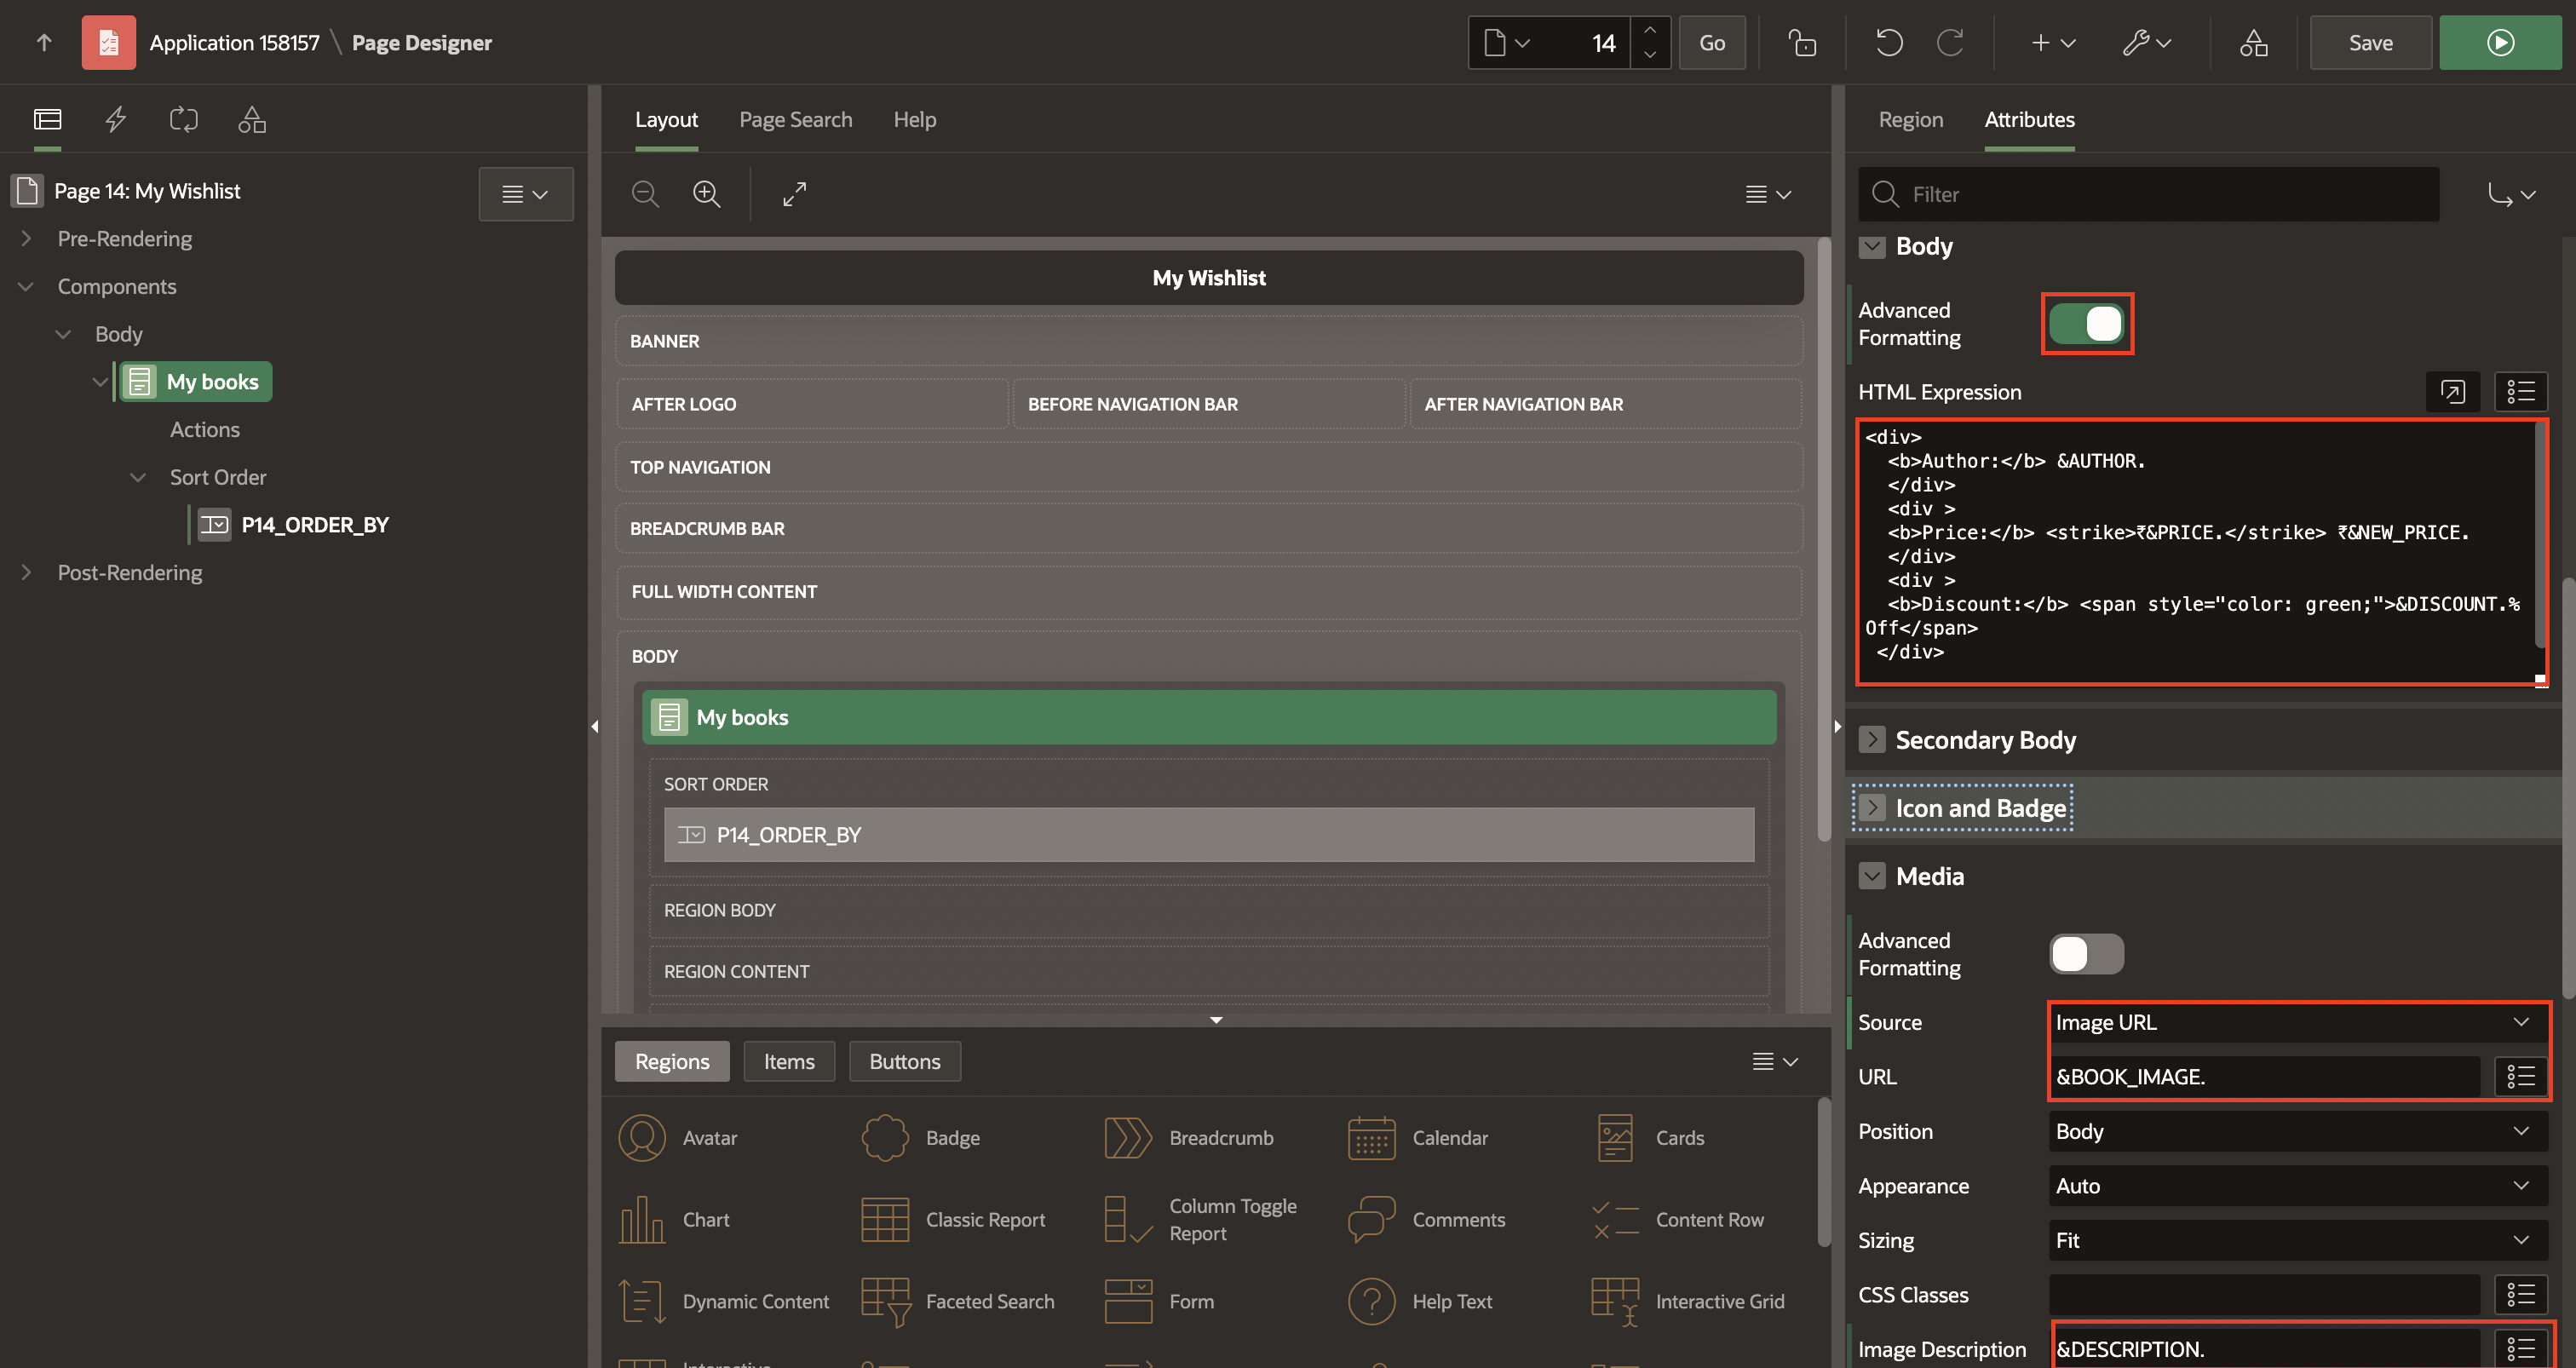 Application 158157 \ Page Designer
14
Go
Save
Layout
Page Search
Help
Region
Attributes
Page 14: My Wishlist
Pre-Rendering
Components
Body
My books
Actions
Sort Order
P14_ORDER_BY
Post-Rendering
My Wishlist
BANNER
AFTER LOGO
BEFORE NAVIGATION BAR
AFTER NAVIGATION BAR
TOP NAVIGATION
BREADCRUMB BAR
FULL WIDTH CONTENT
BODY
My books
SORT ORDER
P14_ORDER_BY
REGION BODY
REGION CONTENT
Regions
Items
Buttons
Avatar
Badge
Breadcrumb
Calendar
Cards
Chart
Classic Report
Column Toggle
Report
Comments
Content Row
Dynamic Content
Faceted Search
Form
Help Text
Interactive Grid
Filter
Body
Advanced
Formatting
HTML Expression
<div>
<b>Author:</b> &AUTHOR.
</div>
<div >
<b>Price:</b> <strike>₹&PRICE.</strike> ₹&NEW_PRICE.
</div>
<div >
<b>Discount:</b> <span style="color: green;">&DISCOUNT.%
Off</span>
</div>
Secondary Body
Icon and Badge
Media
Advanced
Formatting
Source
Image URL
URL
&BOOK_IMAGE.
Position
Body
Appearance
Auto
Sizing
Fit
CSS Classes
Image Description
&DESCRIPTION.